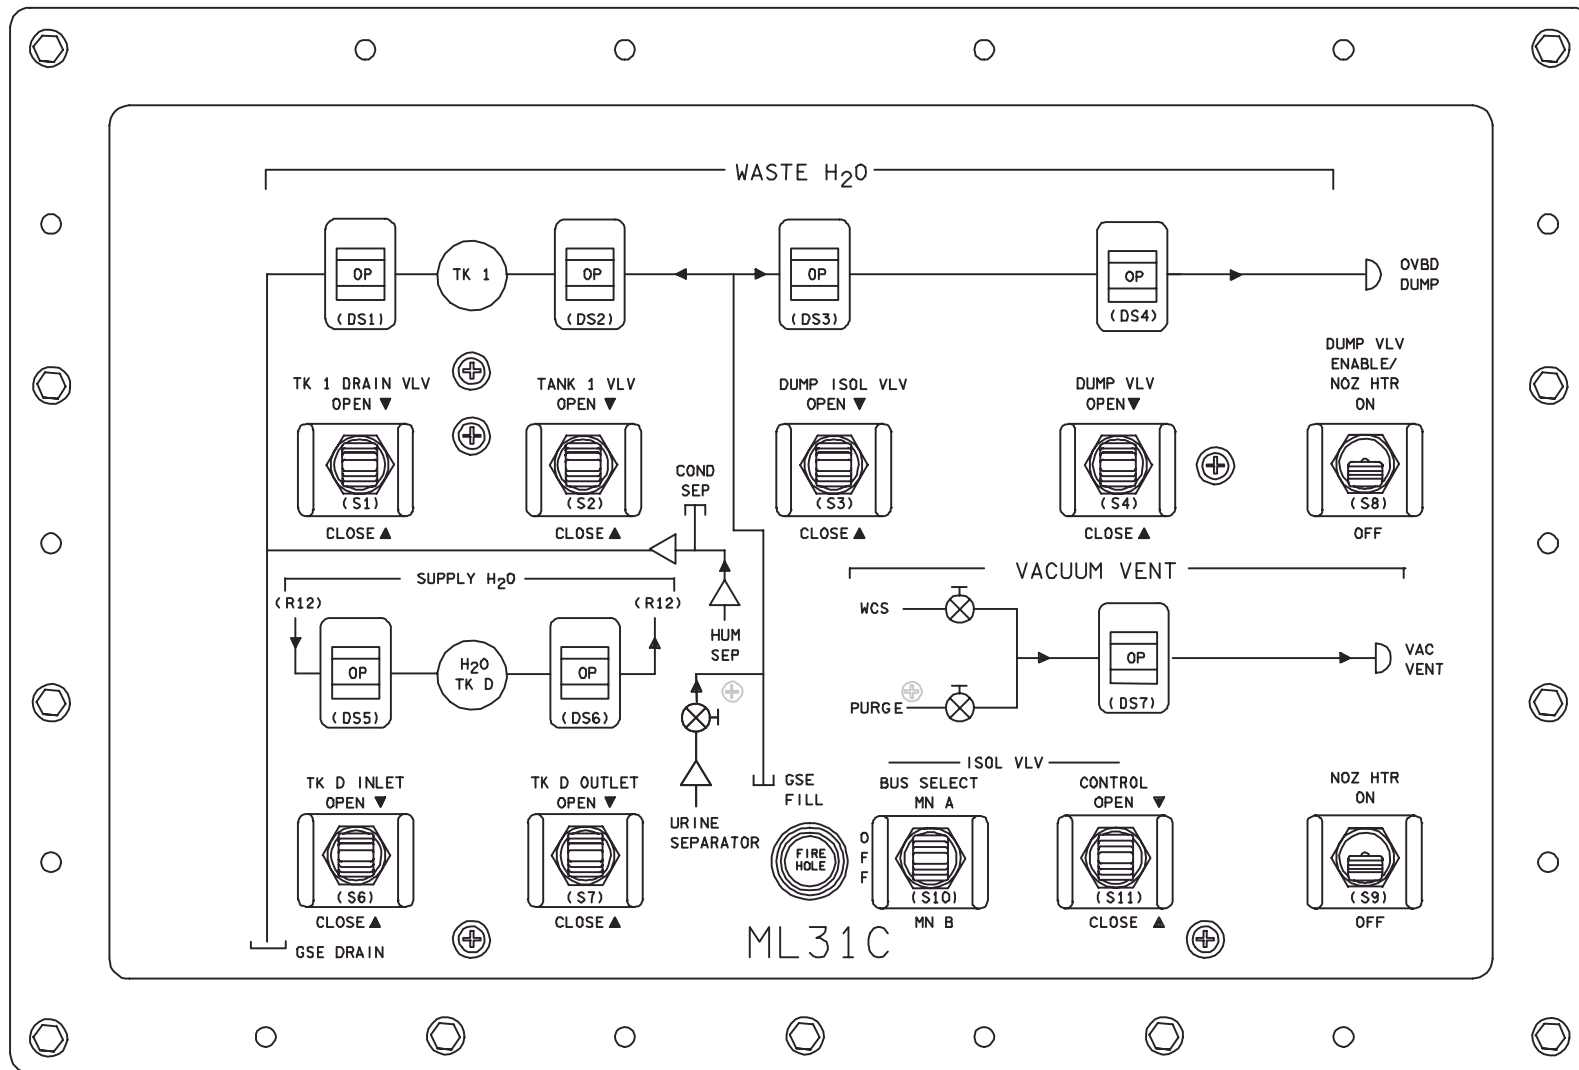 WASTE H2O
OP
TK 1
OP
OP
OP
OVBD
DUMP
(DS1)
(DS2)
(DS3)
(DS4)
TK 1 DRAIN VLV
OPEN ▼
TANK 1 VLV
OPEN ▼
DUMP ISOL VLV
OPEN ▼
DUMP VLV
OPEN▼
DUMP VLV
ENABLE/
NOZ HTR
ON
(S1)
(S2)
(S3)
(S4)
(S8)
CLOSE ▲
CLOSE ▲
CLOSE ▲
CLOSE ▲
OFF
COND
SEP
HUM
SEP
SUPPLY H2O
(R12)
(R12)
OP
H2O
TK D
OP
(DS5)
(DS6)
VACUUM VENT
WCS
PURGE
OP
(DS7)
VAC
VENT
TK D INLET
OPEN ▼
TK D OUTLET
OPEN ▼
URINE
SEPARATOR
GSE
FILL
FIRE
HOLE
ISOL VLV
BUS SELECT
MN A
CONTROL
OPEN ▼
NOZ HTR
ON
OFF
(S6)
(S7)
(S10)
(S11)
(S9)
CLOSE ▲
CLOSE ▲
MN B
CLOSE ▲
OFF
GSE DRAIN
ML31C